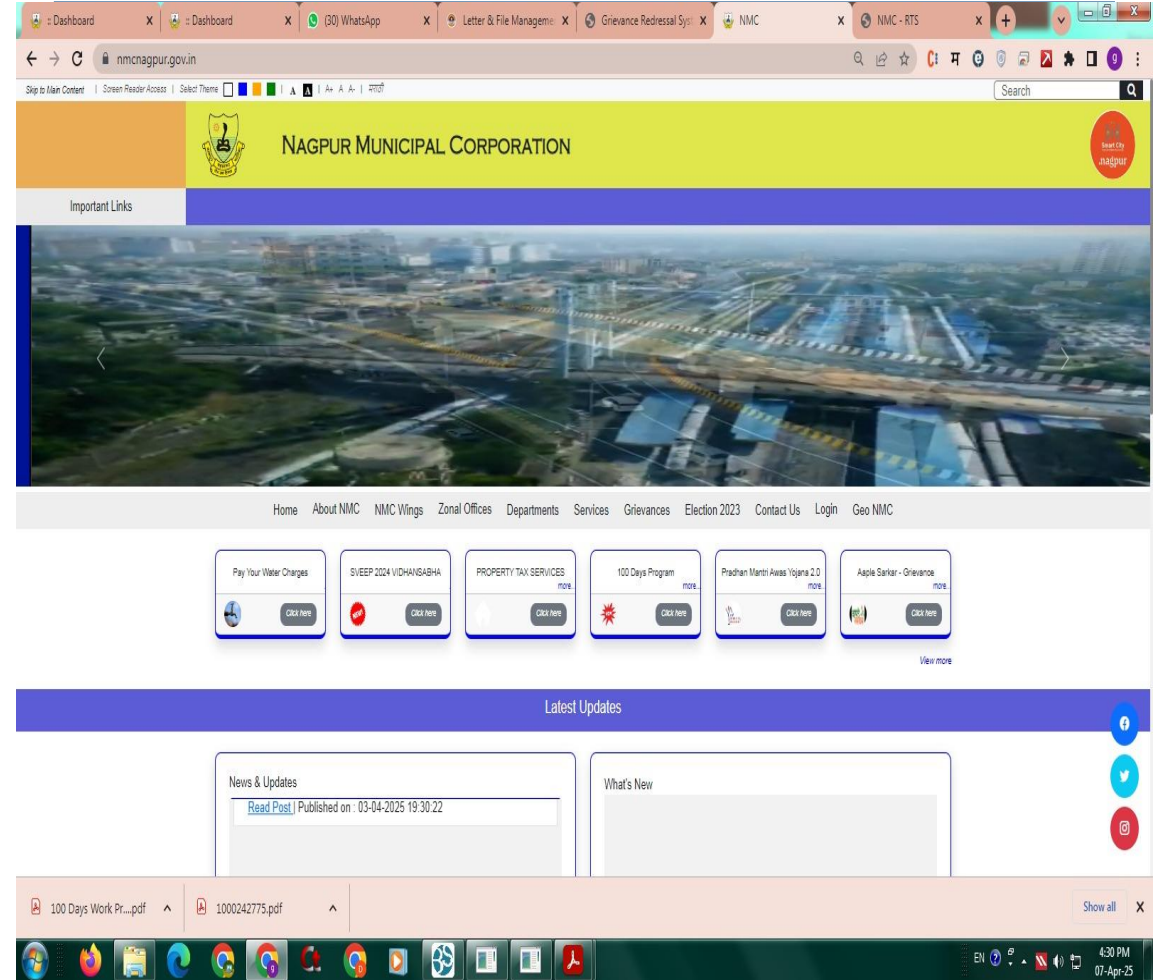 :: Dashboard :: Dashboard (30) WhatsApp Letter & File Managemen Grievance Redressal Syst NMC NMC - RTS
nmcnagpur.gov.in
Skip to Main Content | Screen Reader Access | Select Theme | A A | A+ A A- | मराठी Search
NAGPUR MUNICIPAL CORPORATION
Smart City
.nagpur
Important Links
Home About NMC NMC Wings Zonal Offices Departments Services Grievances Election 2023 Contact Us Login Geo NMC
Pay Your Water Charges SVEEP 2024 VIDHANSABHA PROPERTY TAX SERVICES 100 Days Program Pradhan Mantri Awas Yojana 2.0 Aaple Sarkar - Grievance
more.. more.. more.. more..
Click here Click here Click here Click here Click here Click here
View more
Latest Updates
News & Updates What's New
Read Post | Published on : 03-04-2025 19:30:22
100 Days Work Pr....pdf 1000242775.pdf Show all
EN 4:30 PM
07-Apr-25